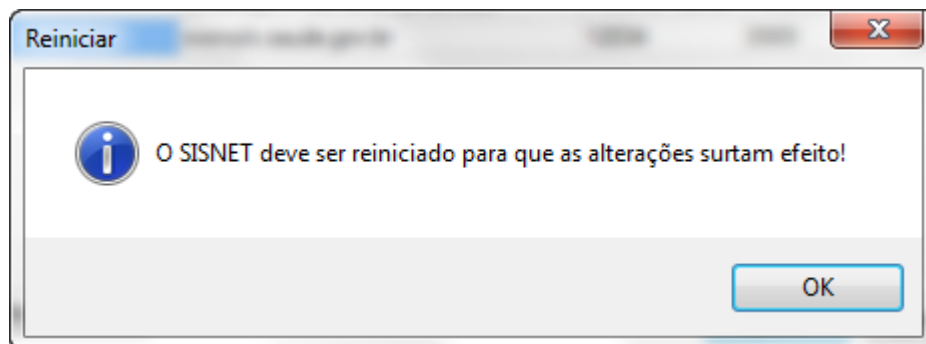 Reiniciar
O SISNET deve ser reiniciado para que as alterações surtam efeito!
OK